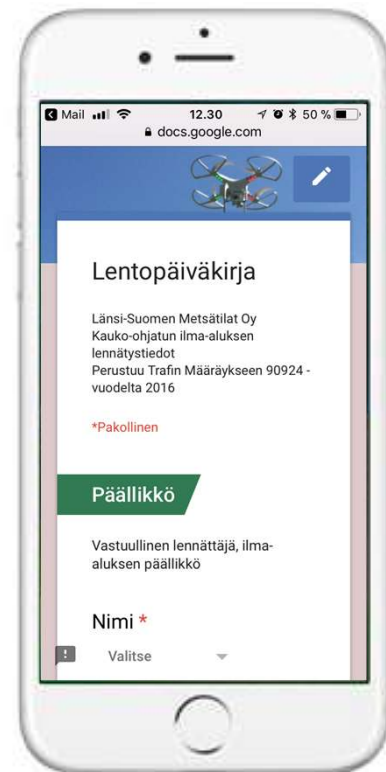 Mail 12.30 50 %
docs.google.com
Lentopäiväkirja
Länsi-Suomen Metsätilat Oy
Kauko-ohjatun ilma-aluksen
lennätystiedot
Perustuu Trafin Määräykseen 90924 -
vuodelta 2016
*Pakollinen
Päällikkö
Vastuullinen lennättäjä, ilma-
aluksen päällikkö
Nimi *
Valitse